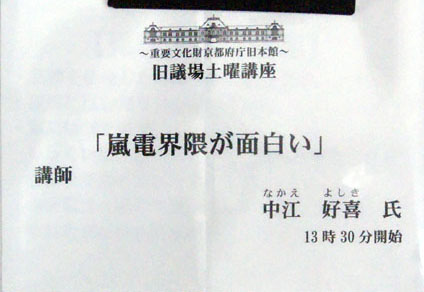 ～重要文化財京都府庁旧本館～
旧議場土曜講座
「嵐電界隈が面白い」
講師
なかえ よしき
中江 好喜 氏
13時30分開始